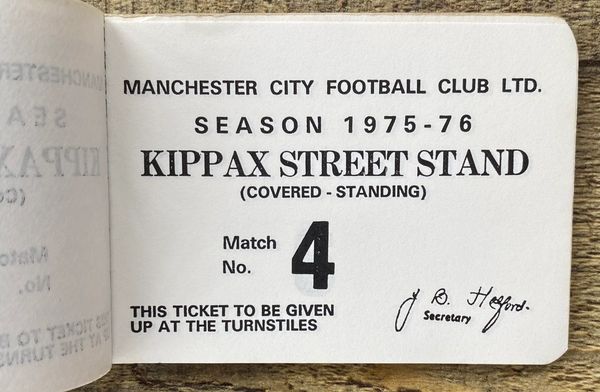 MANCHESTER CITY FOOTBALL CLUB LTD.
SEASON 1975-76
KIPPAX STREET STAND
(COVERED - STANDING)
Match
No. 4
THIS TICKET TO BE GIVEN
UP AT THE TURNSTILES
J. B. Halford.
Secretary